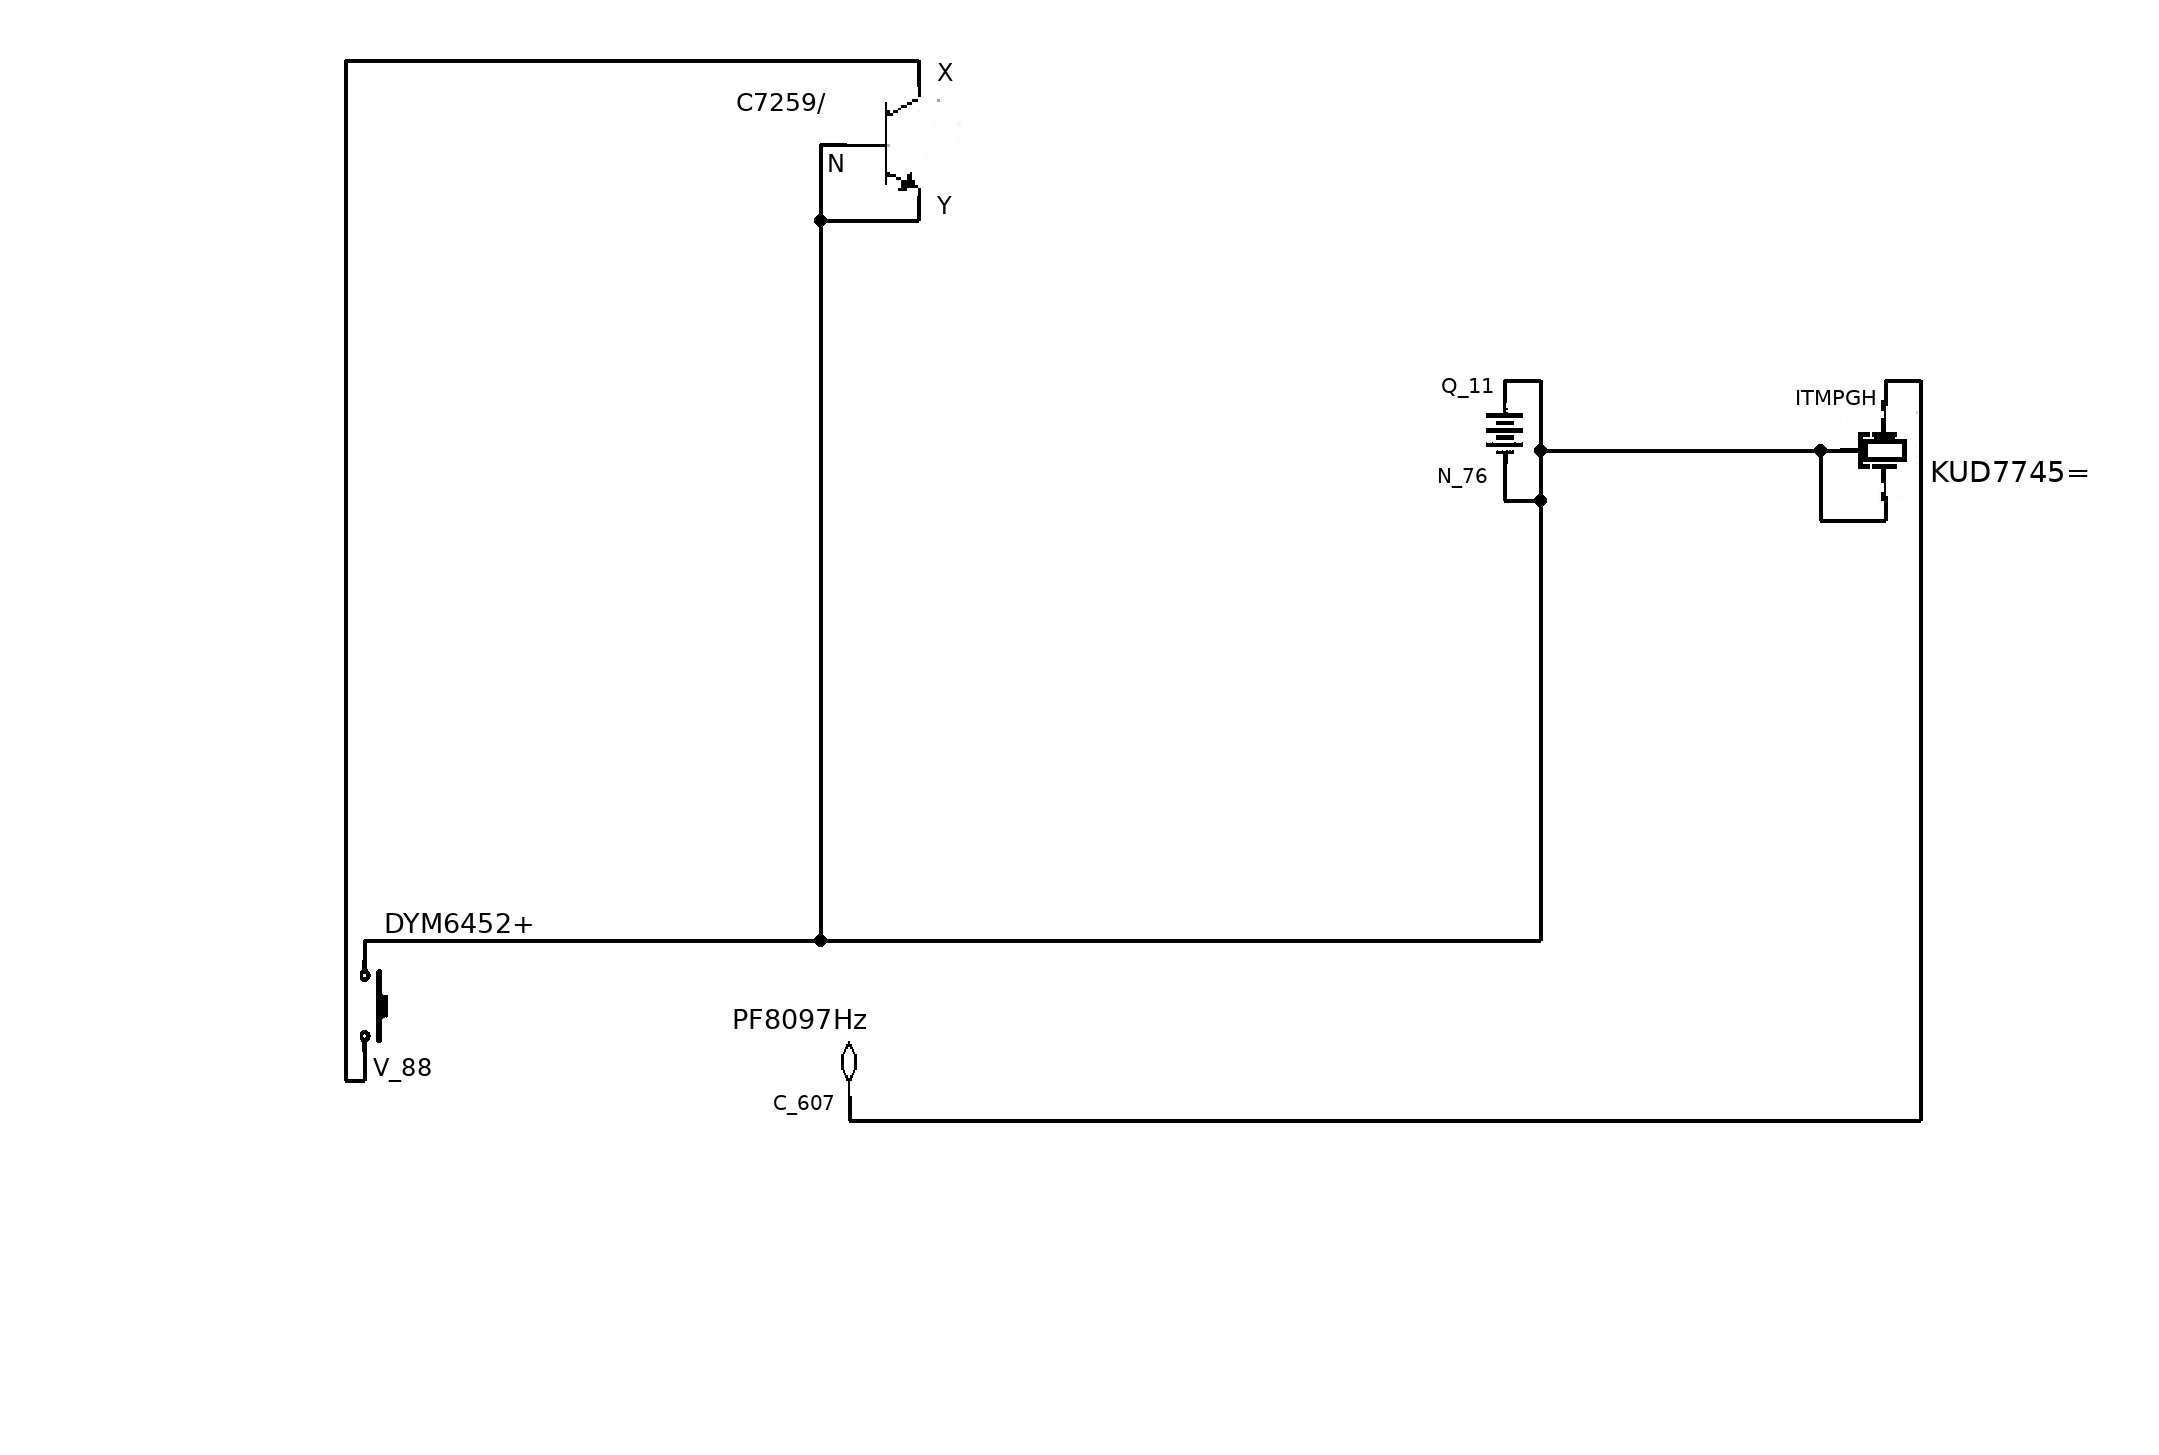 X
C7259/
N
Y
Q_11
ITMPGH
N_76
KUD7745=
DYM6452+
PF8097Hz
V_88
C_607